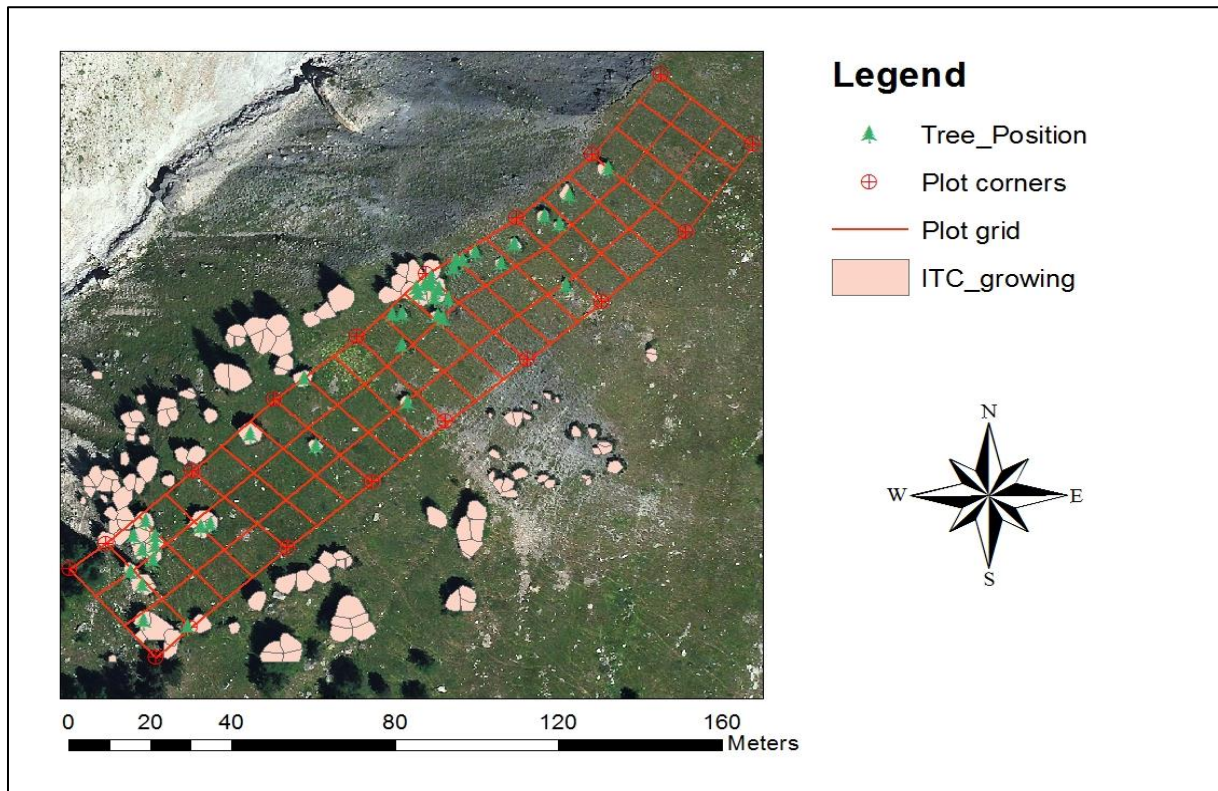 Legend
Tree_Position
Plot corners
Plot grid
ITC_growing
N
W E
S
0 20 40 80 120 160
Meters